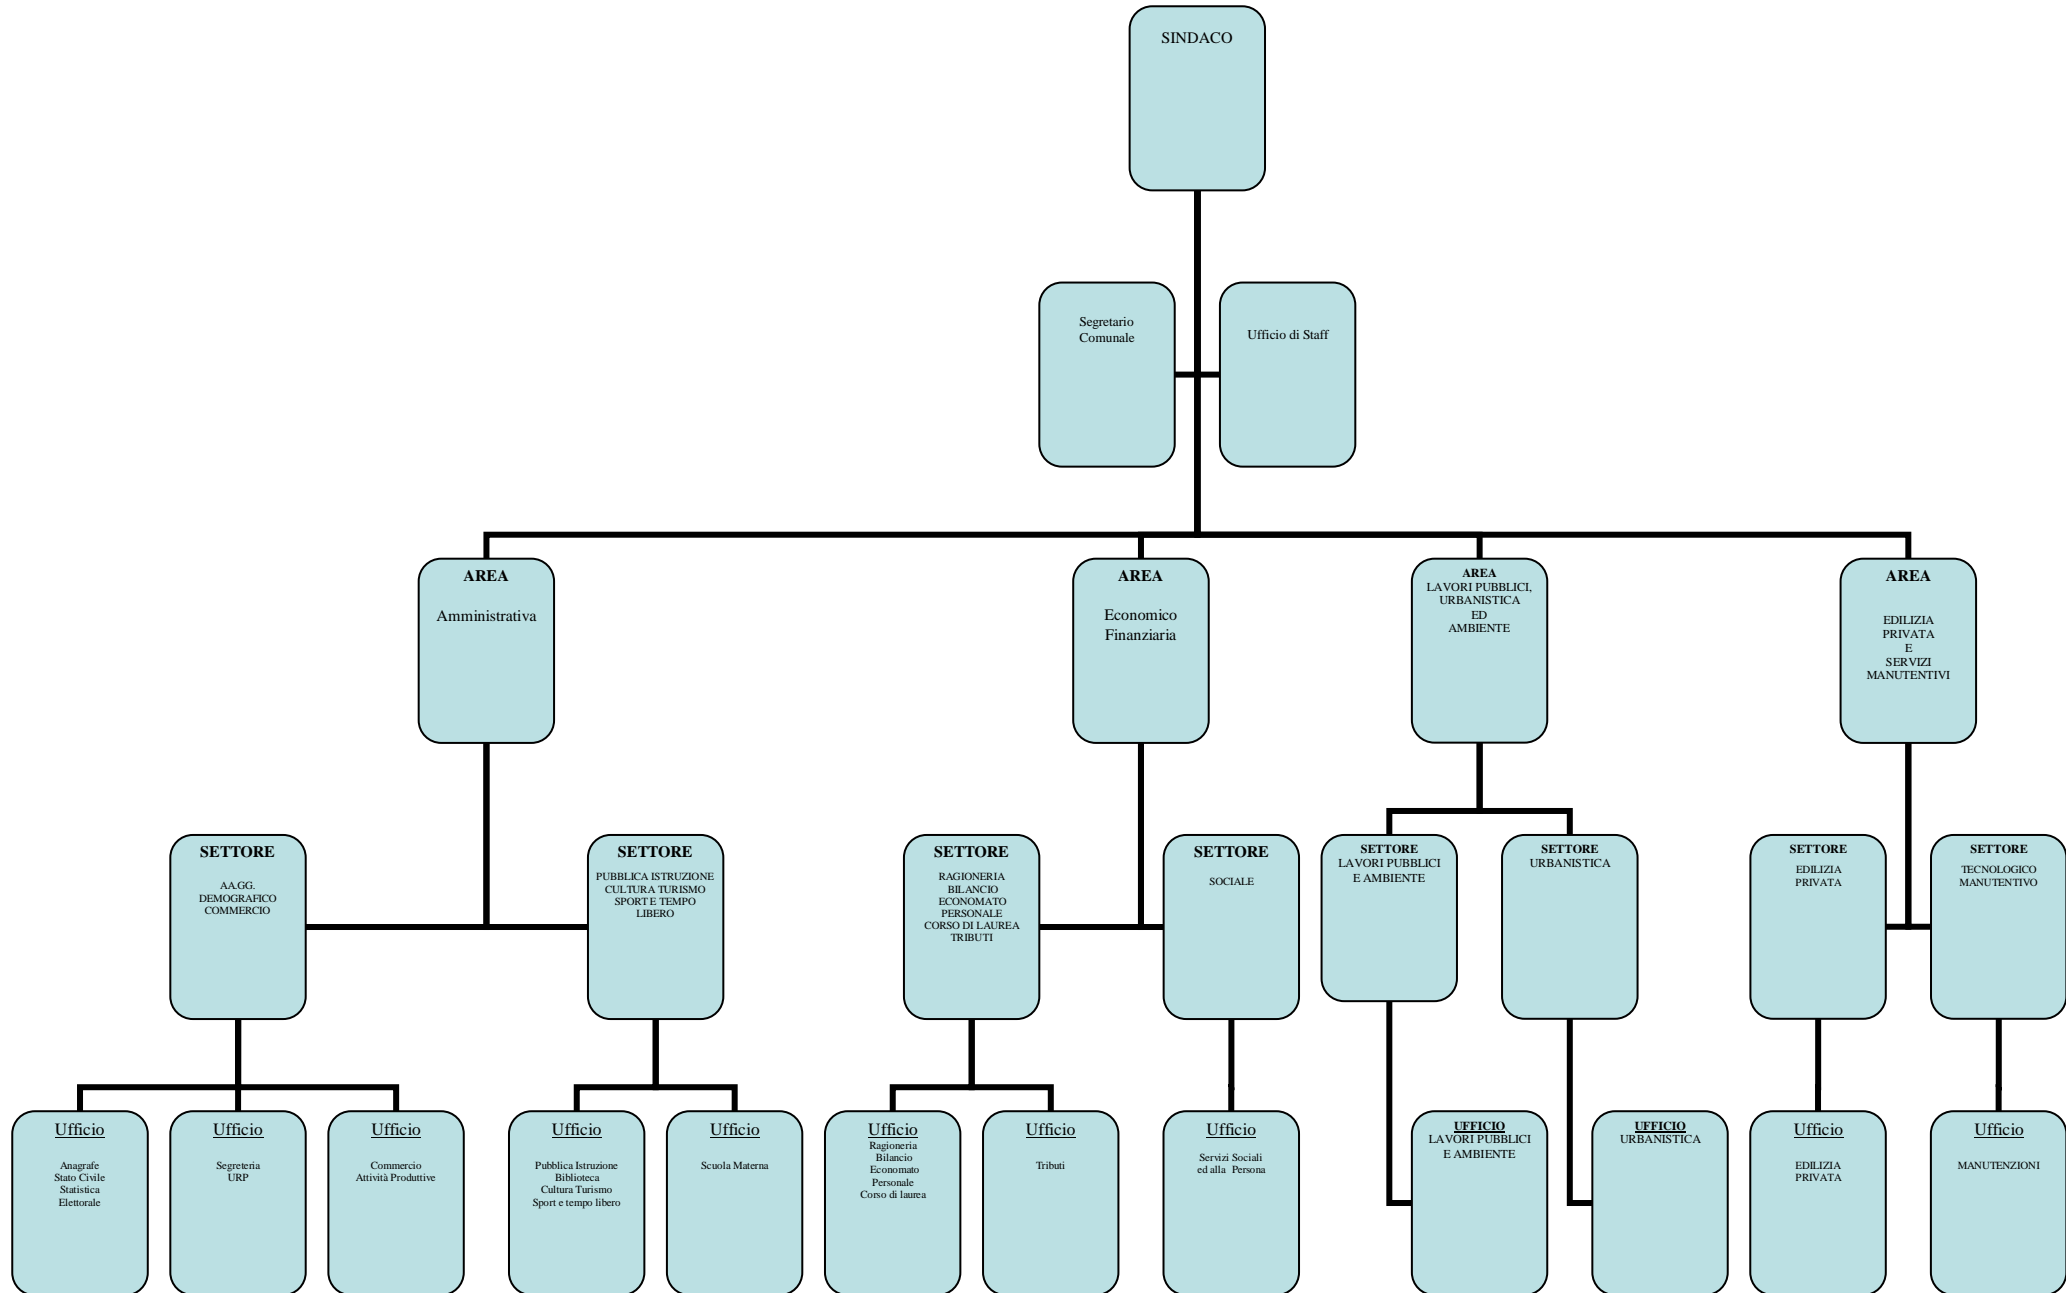 SINDACO
Segretario
Comunale
Ufficio di Staff
AREA
Amministrativa
AREA
Economico
Finanziaria
AREA
LAVORI PUBBLICI,
URBANISTICA
ED
AMBIENTE
AREA
EDILIZIA
PRIVATA
E
SERVIZI
MANUTENTIVI
SETTORE
AA.GG.
DEMOGRAFICO
COMMERCIO
SETTORE
PUBBLICA ISTRUZIONE
CULTURA TURISMO
SPORT E TEMPO
LIBERO
SETTORE
RAGIONERIA
BILANCIO
ECONOMATO
PERSONALE
CORSO DI LAUREA
TRIBUTI
SETTORE
SOCIALE
SETTORE
LAVORI PUBBLICI
E AMBIENTE
SETTORE
URBANISTICA
SETTORE
EDILIZIA
PRIVATA
SETTORE
TECNOLOGICO
MANUTENTIVO
Ufficio
Anagrafe
Stato Civile
Statistica
Elettorale
Ufficio
Segreteria
URP
Ufficio
Commercio
Attività Produttive
Ufficio
Pubblica Istruzione
Biblioteca
Cultura Turismo
Sport e tempo libero
Ufficio
Scuola Materna
Ufficio
Ragioneria
Bilancio
Economato
Personale
Corso di laurea
Ufficio
Tributi
Ufficio
Servizi Sociali
ed alla Persona
UFFICIO
LAVORI PUBBLICI
E AMBIENTE
UFFICIO
URBANISTICA
Ufficio
EDILIZIA
PRIVATA
Ufficio
MANUTENZIONI